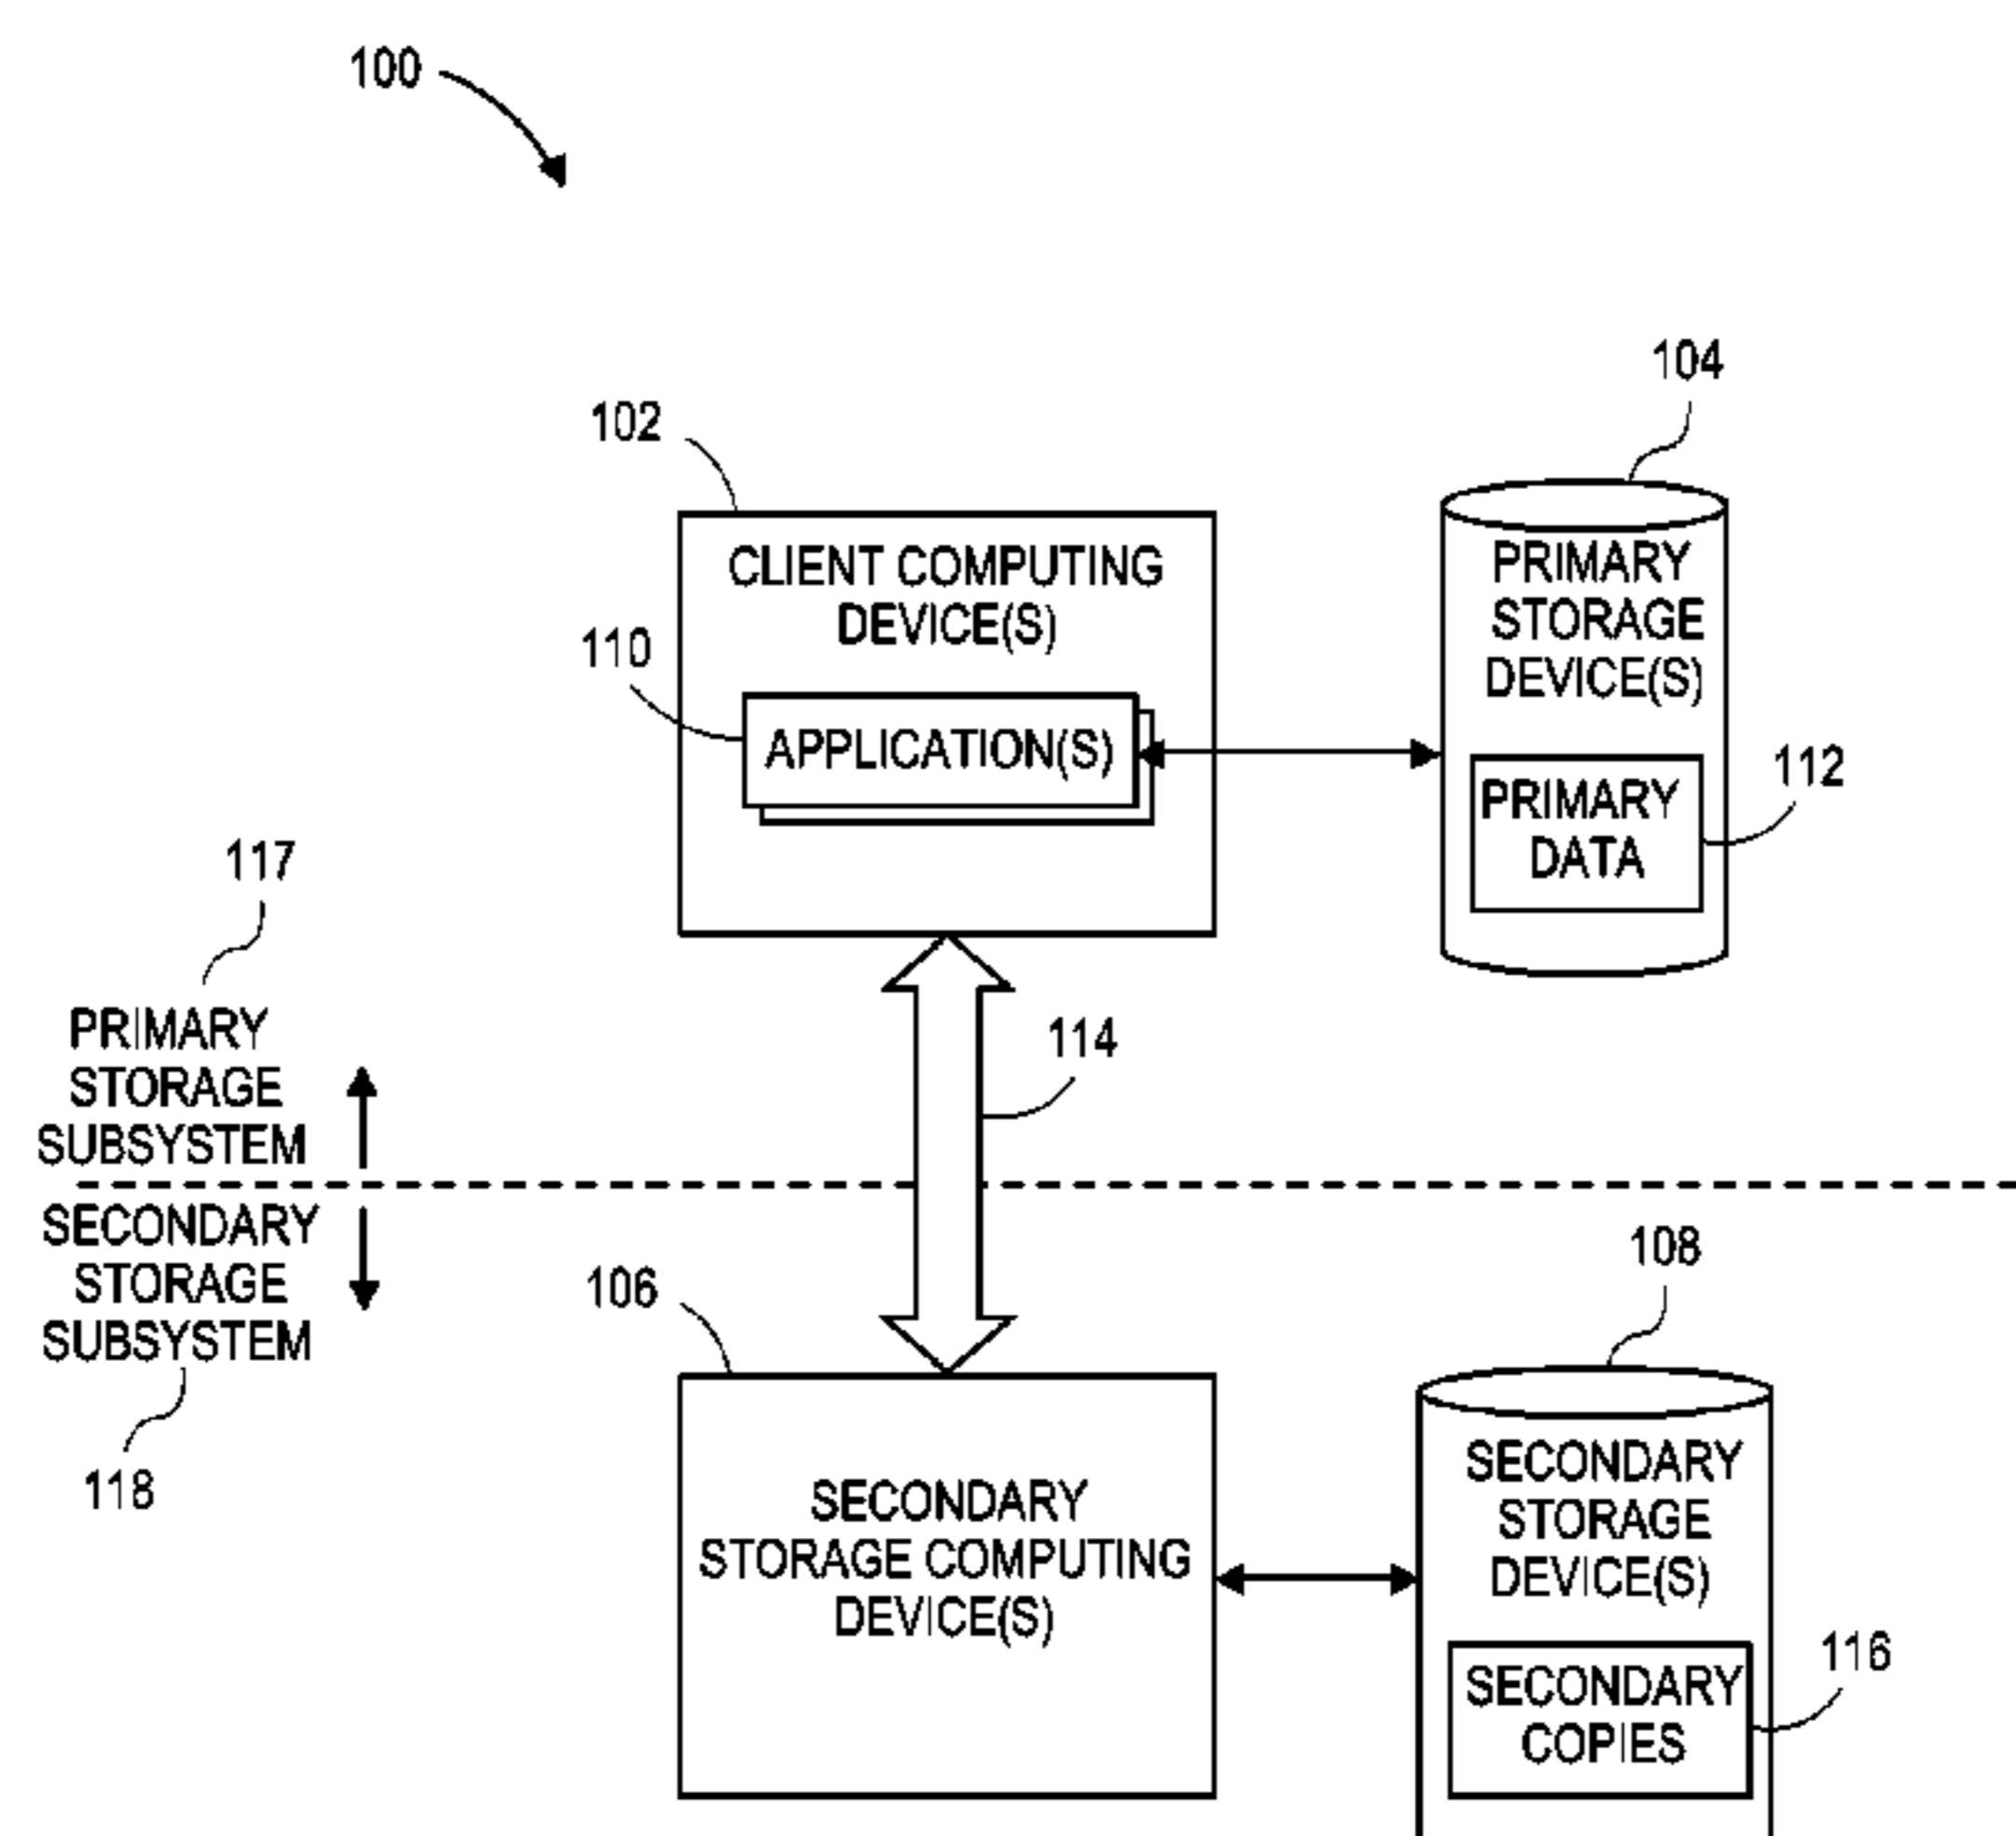 100
104
102
CLIENT COMPUTING
DEVICE(S)
PRIMARY
STORAGE
DEVICE(S)
110
APPLICATION(S)
112
PRIMARY
DATA
117
PRIMARY
STORAGE
SUBSYSTEM
114
SECONDARY
STORAGE
SUBSYSTEM
118
106
108
SECONDARY
STORAGE COMPUTING
DEVICE(S)
SECONDARY
STORAGE
DEVICE(S)
116
SECONDARY
COPIES